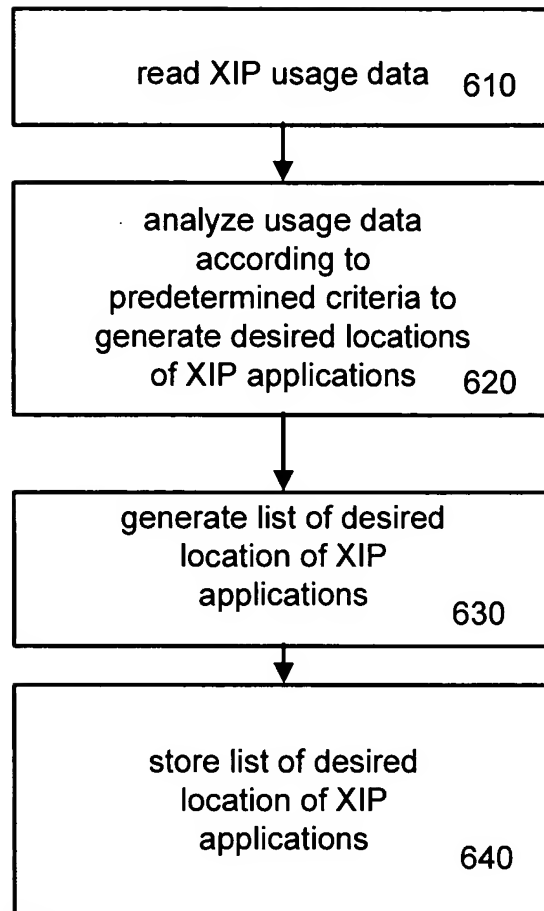 read XIP usage data 610
analyze usage data
according to
predetermined criteria to
generate desired locations
of XIP applications 620
generate list of desired
location of XIP
applications
630
store list of desired
location of XIP
applications
640